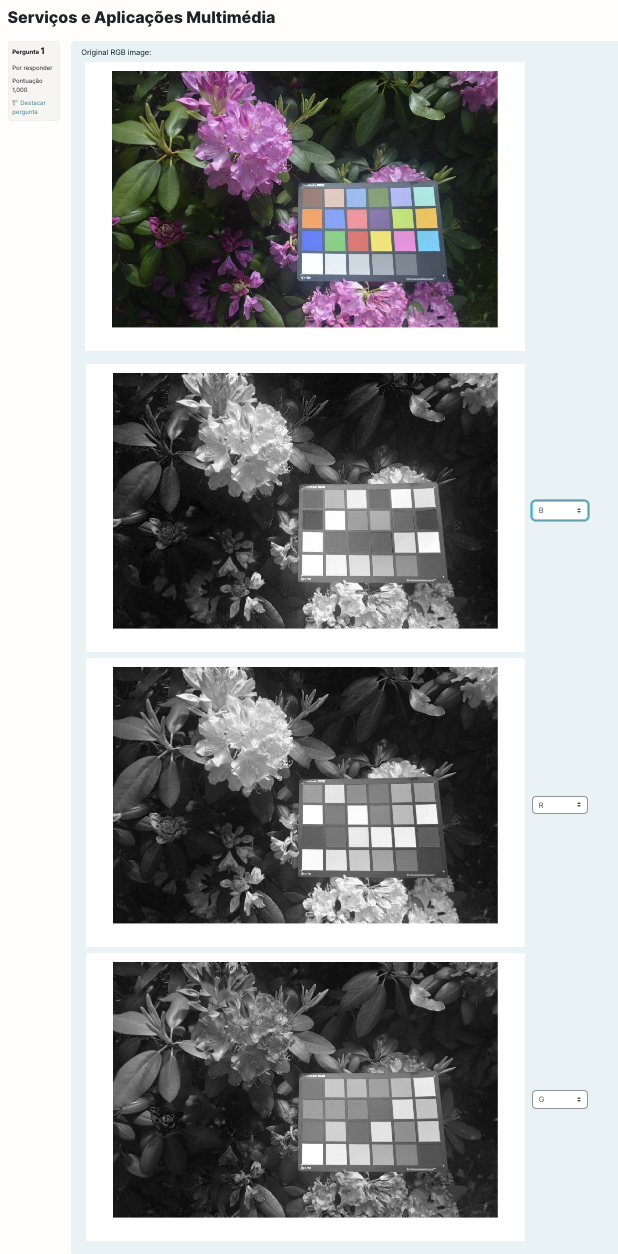 Serviços e Aplicações Multimédia
Pergunta 1
Por responder
Pontuação
1,000
Destacar
pergunta
Original RGB image:
B
R
G